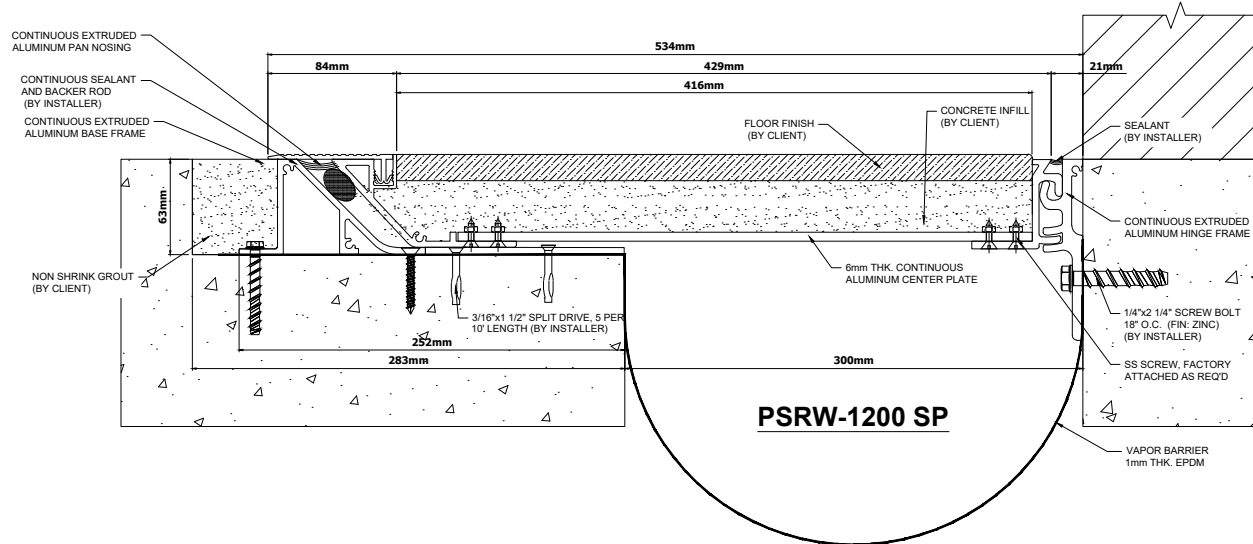 CONTINUOUS EXTRUDED
ALUMINUM PAN NOSING
CONTINUOUS SEALANT
AND BACKER ROD
(BY INSTALLER)
CONTINUOUS EXTRUDED
ALUMINUM BASE FRAME
534mm
84mm
429mm
21mm
416mm
FLOOR FINISH
(BY CLIENT)
CONCRETE INFILL
(BY CLIENT)
SEALANT
(BY INSTALLER)
63mm
CONTINUOUS EXTRUDED
ALUMINUM HINGE FRAME
NON SHRINK GROUT
(BY CLIENT)
6mm THK. CONTINUOUS
ALUMINUM CENTER PLATE
3/16"x1 1/2" SPLIT DRIVE, 5 PER
10' LENGTH (BY INSTALLER)
1/4"x2 1/4" SCREW BOLT
18" O.C. (FIN: ZINC)
(BY INSTALLER)
252mm
283mm
300mm
SS SCREW, FACTORY
ATTACHED AS REQ'D
PSRW-1200 SP
VAPOR BARRIER
1mm THK. EPDM